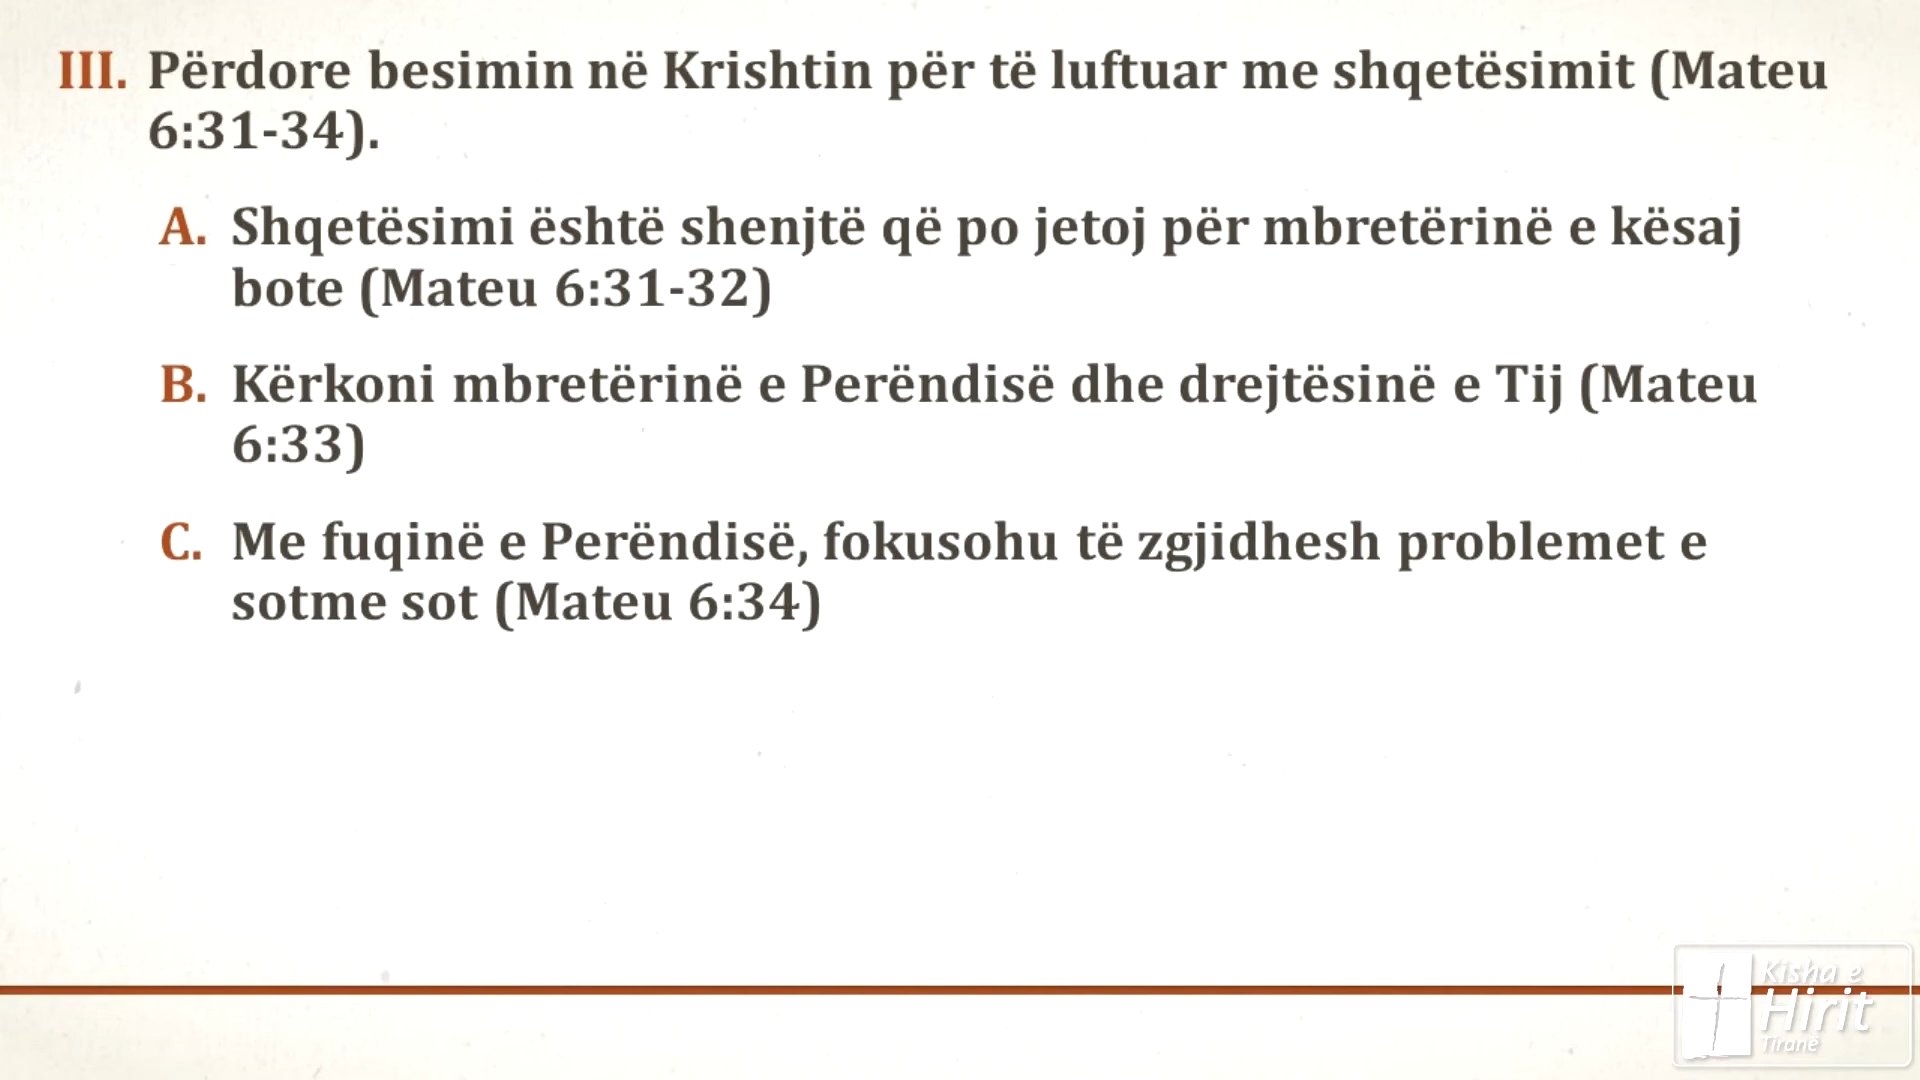 III. Përdore besimin në Krishtin për të luftuar me shqetësimit (Mateu
6:31-34).
A. Shqetësimi është shenjtë që po jetoj për mbretërinë e kësaj
bote (Mateu 6:31-32)
B. Kërkoni mbretërinë e Perëndisë dhe drejtësinë e Tij (Mateu
6:33)
C. Me fuqinë e Perëndisë, fokusohu të zgjidhesh problemet e
sotme sot (Mateu 6:34)
Kisha e
Hirit
Tiranë